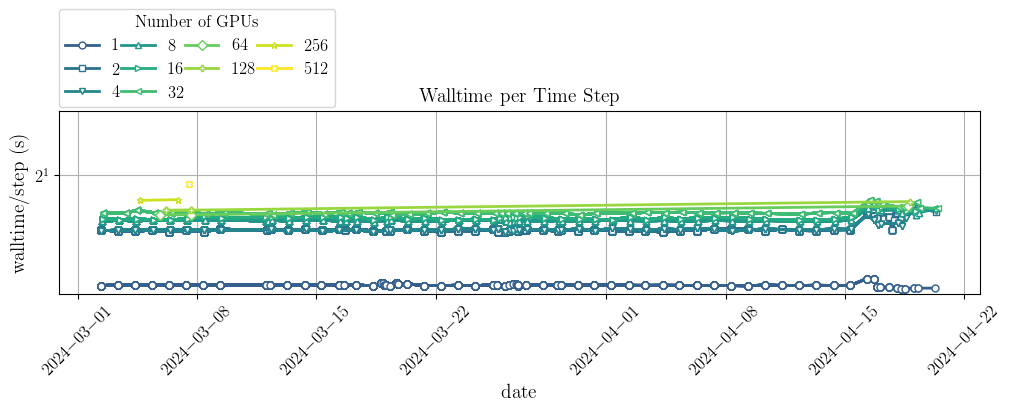 Number of GPUs
1 8 64 256
2 16 128 512
4 32
Walltime per Time Step
walltime/step (s)
2^1
2024−03−01 2024−03−08 2024−03−15 2024−03−22 2024−04−01 2024−04−08 2024−04−15 2024−04−22
date